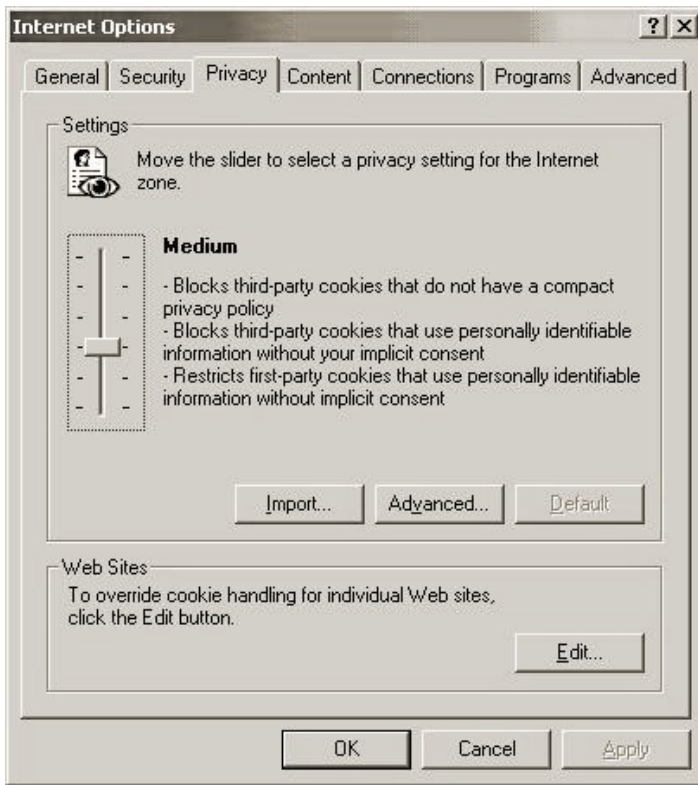 Internet Options
General Security Privacy Content Connections Programs Advanced
Settings
Move the slider to select a privacy setting for the Internet
zone.
Medium
- Blocks third-party cookies that do not have a compact
privacy policy
- Blocks third-party cookies that use personally identifiable
information without your implicit consent
- Restricts first-party cookies that use personally identifiable
information without implicit consent
Import... Advanced... Default
Web Sites
To override cookie handling for individual Web sites,
click the Edit button.
Edit...
OK Cancel Apply